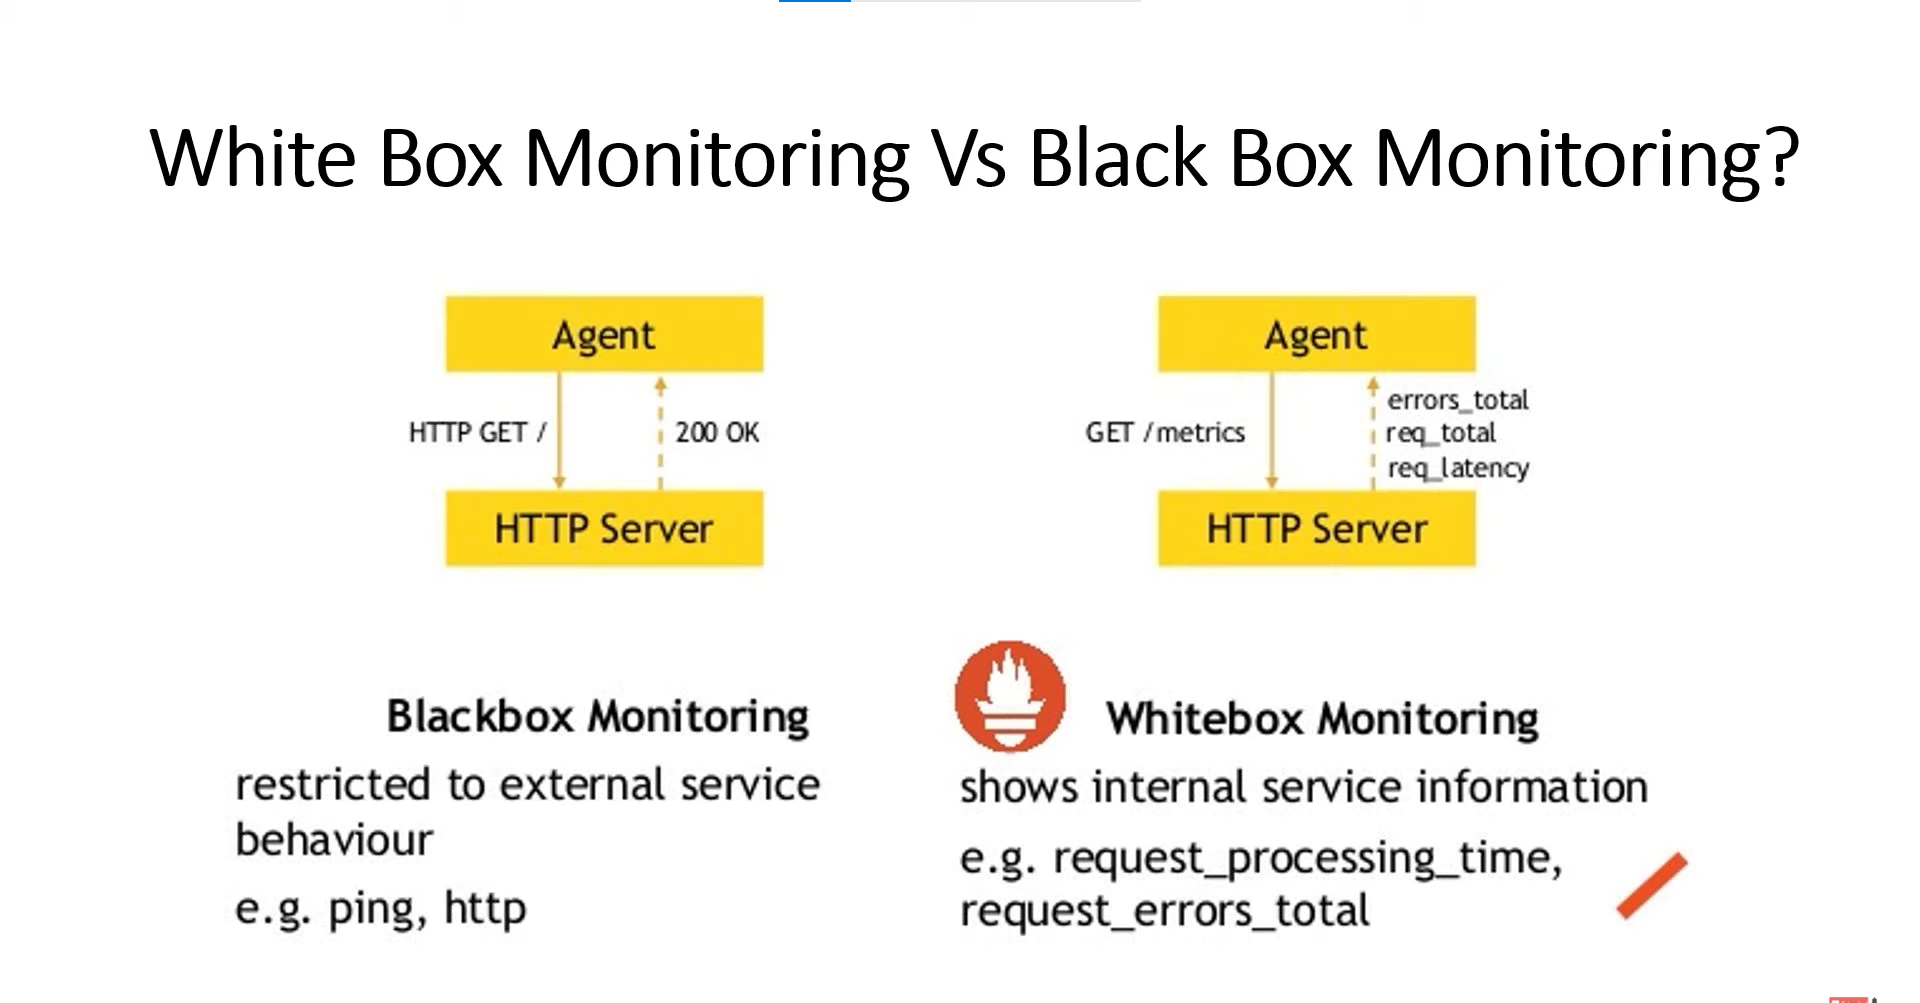 White Box Monitoring Vs Black Box Monitoring?
Agent
HTTP GET /
200 OK
HTTP Server
Blackbox Monitoring
restricted to external service
behaviour
e.g. ping, http
Agent
GET /metrics
errors_total
req_total
req_latency
HTTP Server
Whitebox Monitoring
shows internal service information
e.g. request_processing_time,
request_errors_total